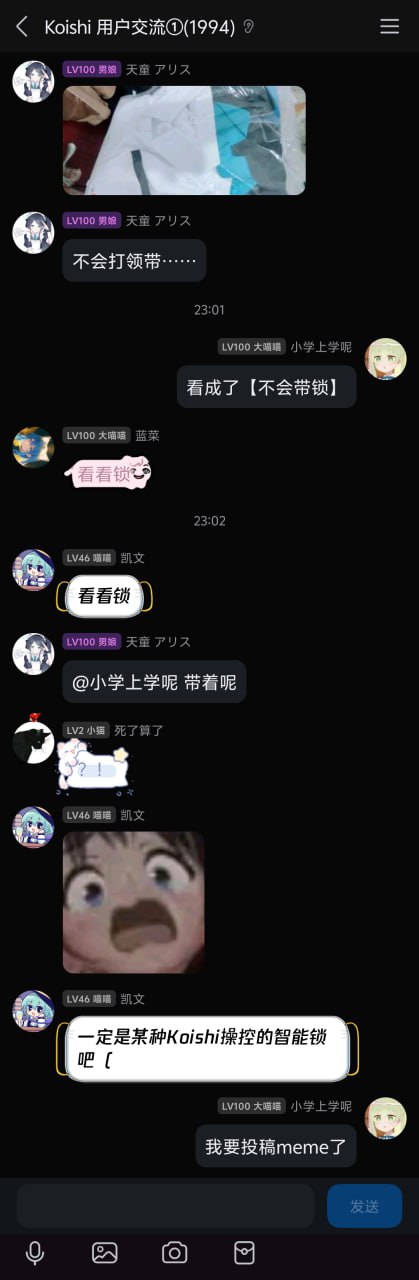 Koishi 用户交流①(1994)
LV100 男娘 天童 アリス
LV100 男娘 天童 アリス
不会打领带……
23:01
LV100 大喵喵 小学上学呢
看成了【不会带锁】
LV100 大喵喵 蓝菜
看看锁
23:02
LV46 喵喵 凯文
看看锁
LV100 男娘 天童 アリス
@小学上学呢 带着呢
LV2 小猫 死了算了
？！
LV46 喵喵 凯文
LV46 喵喵 凯文
一定是某种Koishi操控的智能锁
吧（
LV100 大喵喵 小学上学呢
我要投稿meme了
发送